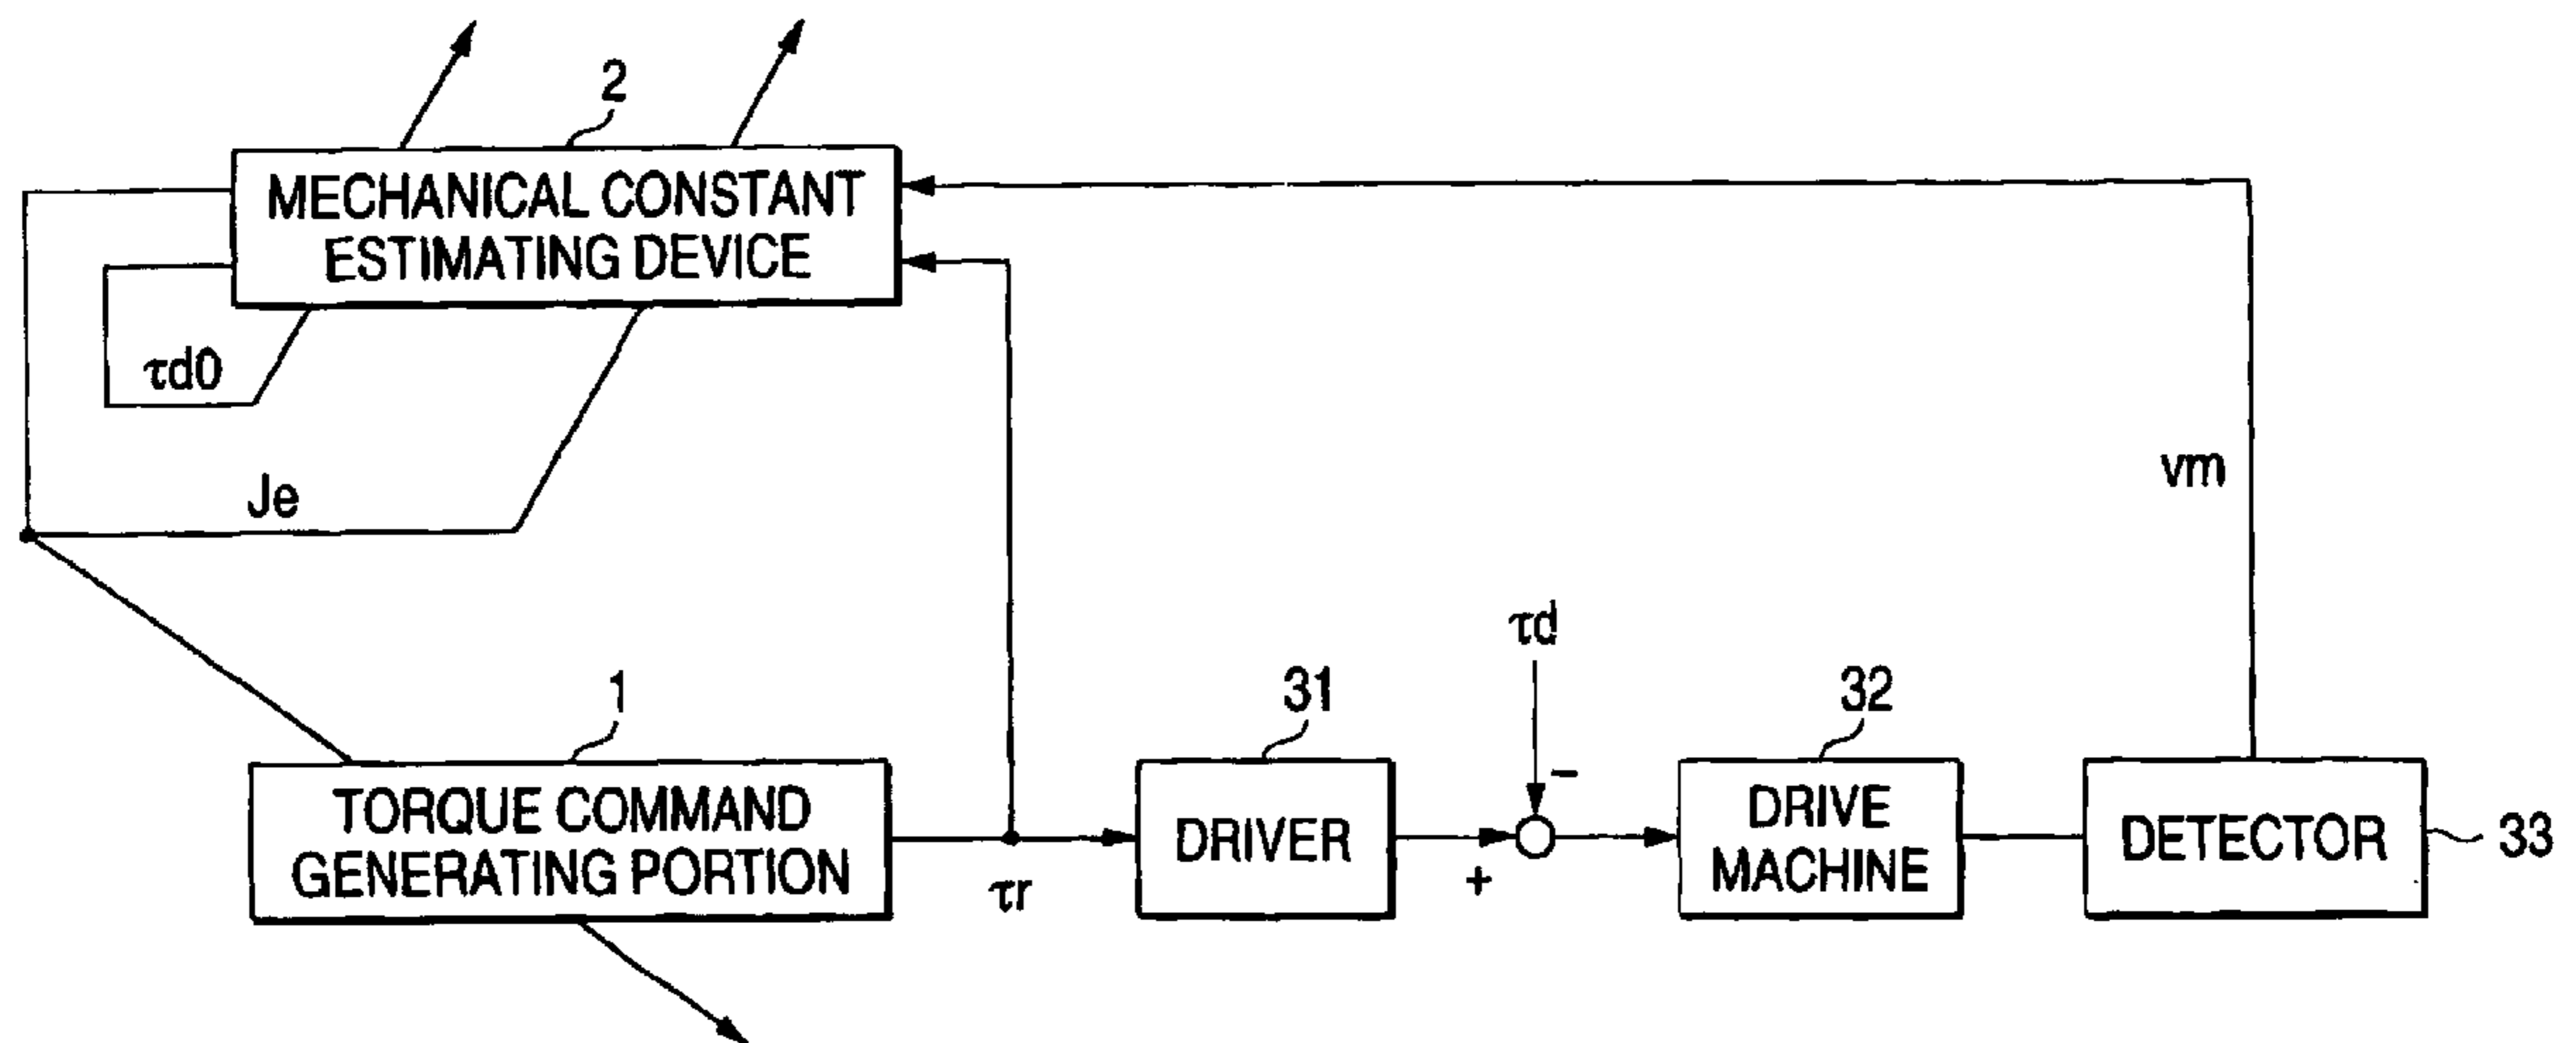 2
MECHANICAL CONSTANT
ESTIMATING DEVICE
τd0
Je
vm
τd
1
31
32
-
TORQUE COMMAND
GENERATING PORTION
τr
DRIVER
+
DRIVE
MACHINE
DETECTOR
33